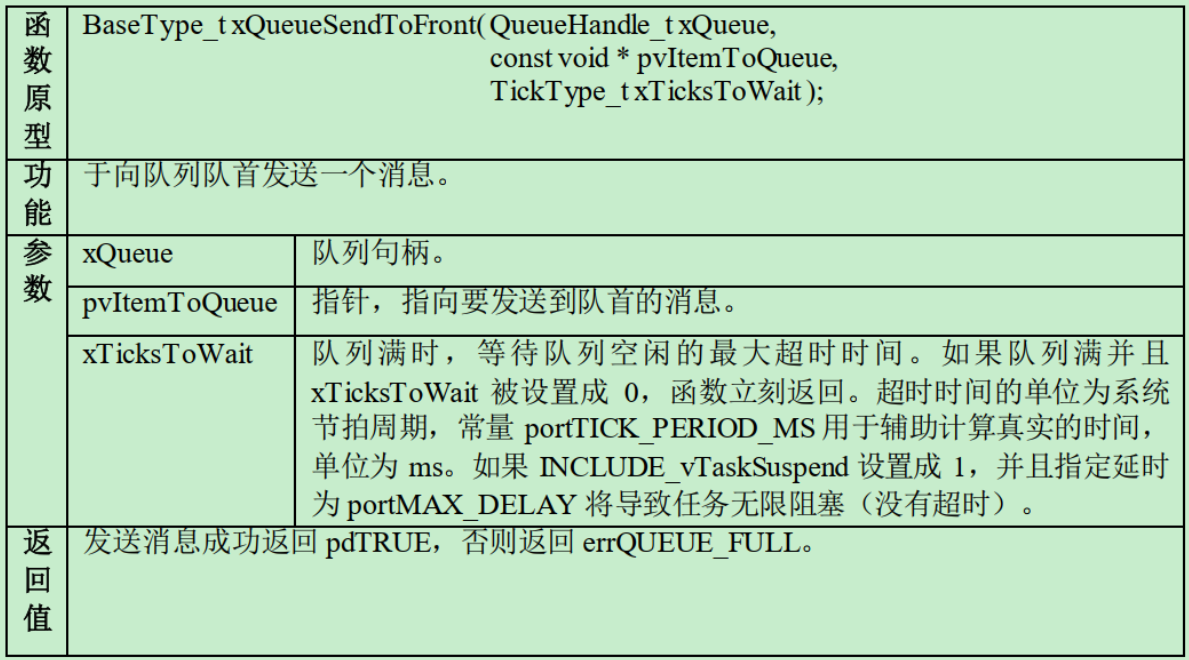 函数原型
BaseType_t xQueueSendToFront( QueueHandle_t xQueue,
const void * pvItemToQueue,
TickType_t xTicksToWait );
功能
于向队列队首发送一个消息。
参数
xQueue
队列句柄。
pvItemToQueue
指针，指向要发送到队首的消息。
xTicksToWait
队列满时，等待队列空闲的最大超时时间。如果队列满并且
xTicksToWait 被设置成 0，函数立刻返回。超时时间的单位为系统
节拍周期，常量 portTICK_PERIOD_MS 用于辅助计算真实的时间，
单位为 ms。如果 INCLUDE_vTaskSuspend 设置成 1，并且指定延时
为 portMAX_DELAY 将导致任务无限阻塞（没有超时）。
返回值
发送消息成功返回 pdTRUE，否则返回 errQUEUE_FULL。